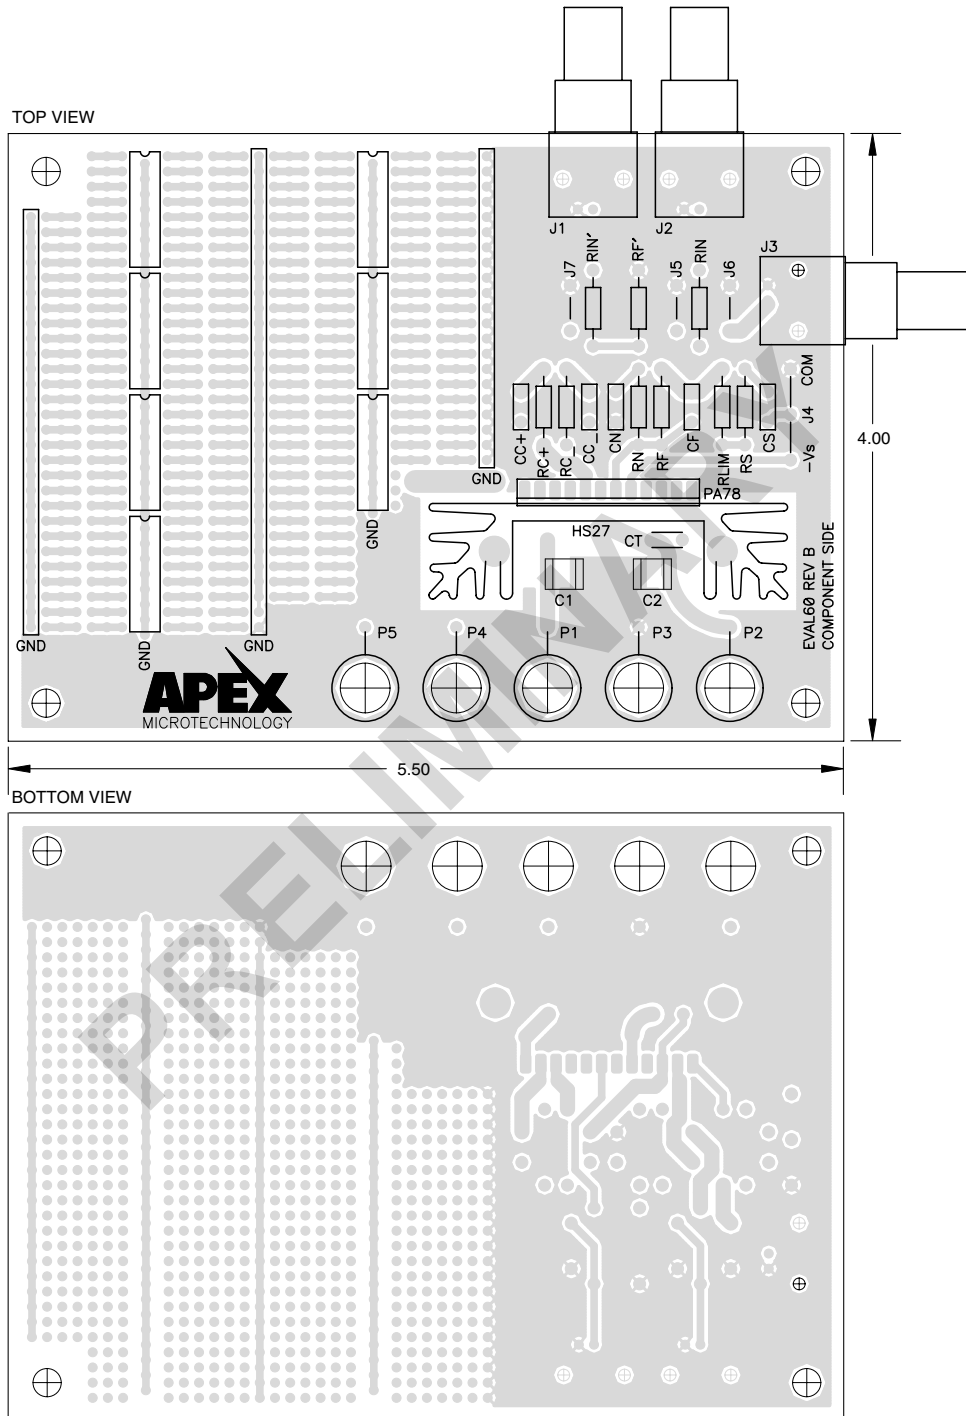 TOP VIEW
J1
J2
J3
J7
RIN′
RF′
J5
RIN
J6
COM
J4
-Vs
CC+
RC+
RC_
CC_
CN
RN
RF
CF
RLIM
RS
CS
4.00
GND
PA78
HS27
CT
C1
C2
GND
EVAL60 REV B
COMPONENT SIDE
GND
GND
GND
P5
P4
P1
P3
P2
APEX
MICROTECHNOLOGY
5.50
BOTTOM VIEW
PRELIMINARY